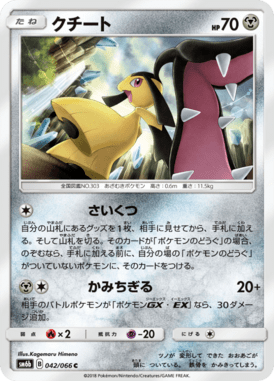 たね クチート HP70
全国図鑑NO.303 あざむきポケモン 高さ：0.6m 重さ：11.5kg
さいくつ
自分の山札にあるグッズを1枚、相手に見せてから、手札に加え
る。そして山札を切る。そのカードが「ポケモンのどうぐ」の場合、
のぞむなら、手札に加える前に、自分の場の「ポケモンのどうぐ」が
ついていないポケモンに、そのカードをつける。
かみちぎる 20+
相手のバトルポケモンが「ポケモンGX・EX」なら、30ダメー
ジ追加。
弱点 ×2 抵抗力 -20 にげる
Illus.Kagemaru Himeno
sm6b B 042/066 C
ツノが 変形して できた 大アゴを
©2018 Pokémon/Nintendo/Creatures/GAME FREAK.